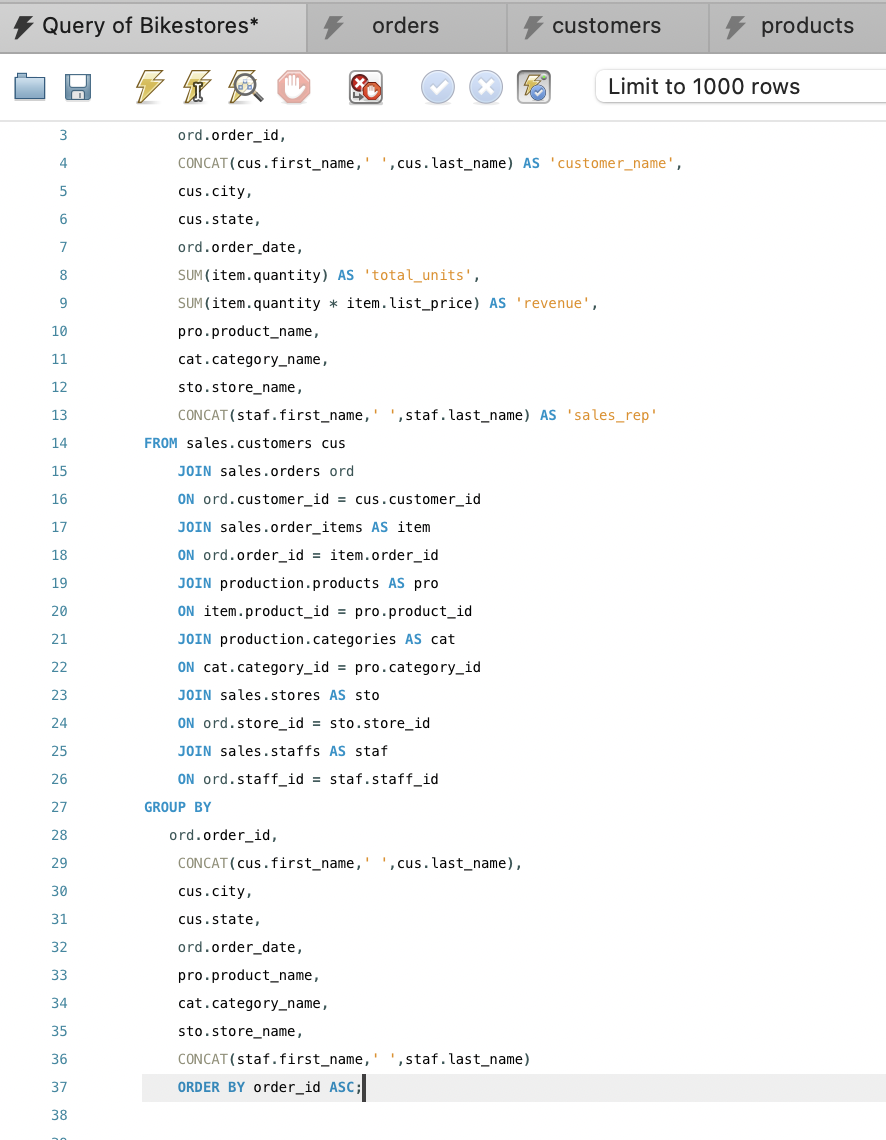 Query of Bikestores* orders customers products
Limit to 1000 rows
3 ord.order_id,
4 CONCAT(cus.first_name,' ',cus.last_name) AS 'customer_name',
5 cus.city,
6 cus.state,
7 ord.order_date,
8 SUM(item.quantity) AS 'total_units',
9 SUM(item.quantity * item.list_price) AS 'revenue',
10 pro.product_name,
11 cat.category_name,
12 sto.store_name,
13 CONCAT(staf.first_name,' ',staf.last_name) AS 'sales_rep'
14 FROM sales.customers cus
15 JOIN sales.orders ord
16 ON ord.customer_id = cus.customer_id
17 JOIN sales.order_items AS item
18 ON ord.order_id = item.order_id
19 JOIN production.products AS pro
20 ON item.product_id = pro.product_id
21 JOIN production.categories AS cat
22 ON cat.category_id = pro.category_id
23 JOIN sales.stores AS sto
24 ON ord.store_id = sto.store_id
25 JOIN sales.staffs AS staf
26 ON ord.staff_id = staf.staff_id
27 GROUP BY
28 ord.order_id,
29 CONCAT(cus.first_name,' ',cus.last_name),
30 cus.city,
31 cus.state,
32 ord.order_date,
33 pro.product_name,
34 cat.category_name,
35 sto.store_name,
36 CONCAT(staf.first_name,' ',staf.last_name)
37 ORDER BY order_id ASC;
38